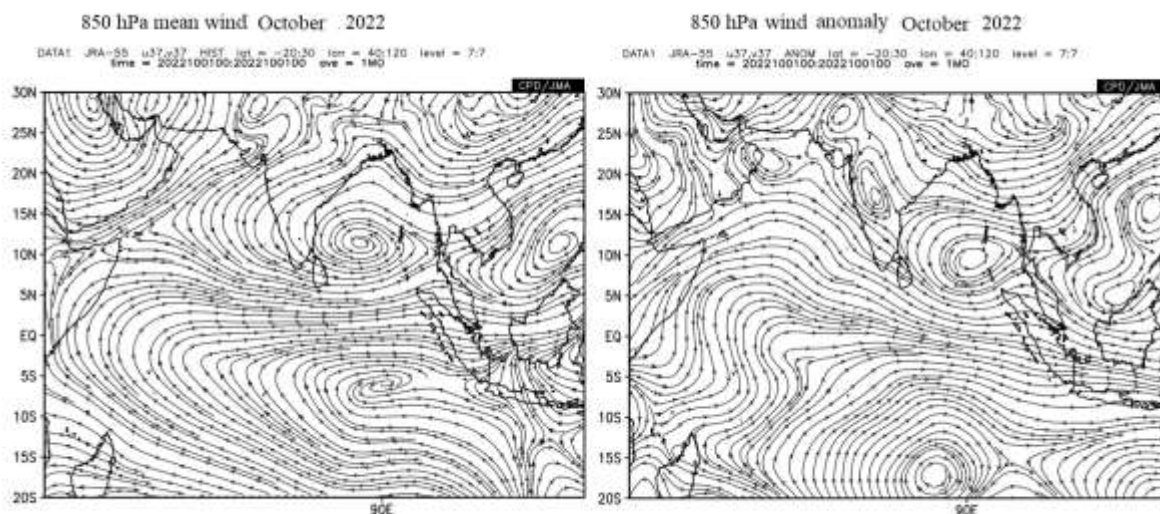 850 hPa mean wind October 2022
DATA1 JRA-55 u37,v37 HIST lat = -20:30 lon = 40:120 level = 7:7
time = 2022100100:2022100100 ave = 1MO
CPD/JMA
30N
25N
20N
15N
10N
5N
EQ
5S
10S
15S
20S
90E
850 hPa wind anomaly October 2022
DATA1 JRA-55 u37,v37 ANOM lat = -20:30 lon = 40:120 level = 7:7
time = 2022100100:2022100100 ave = 1MO
CPD/JMA
30N
25N
20N
15N
10N
5N
EQ
5S
10S
15S
20S
90E